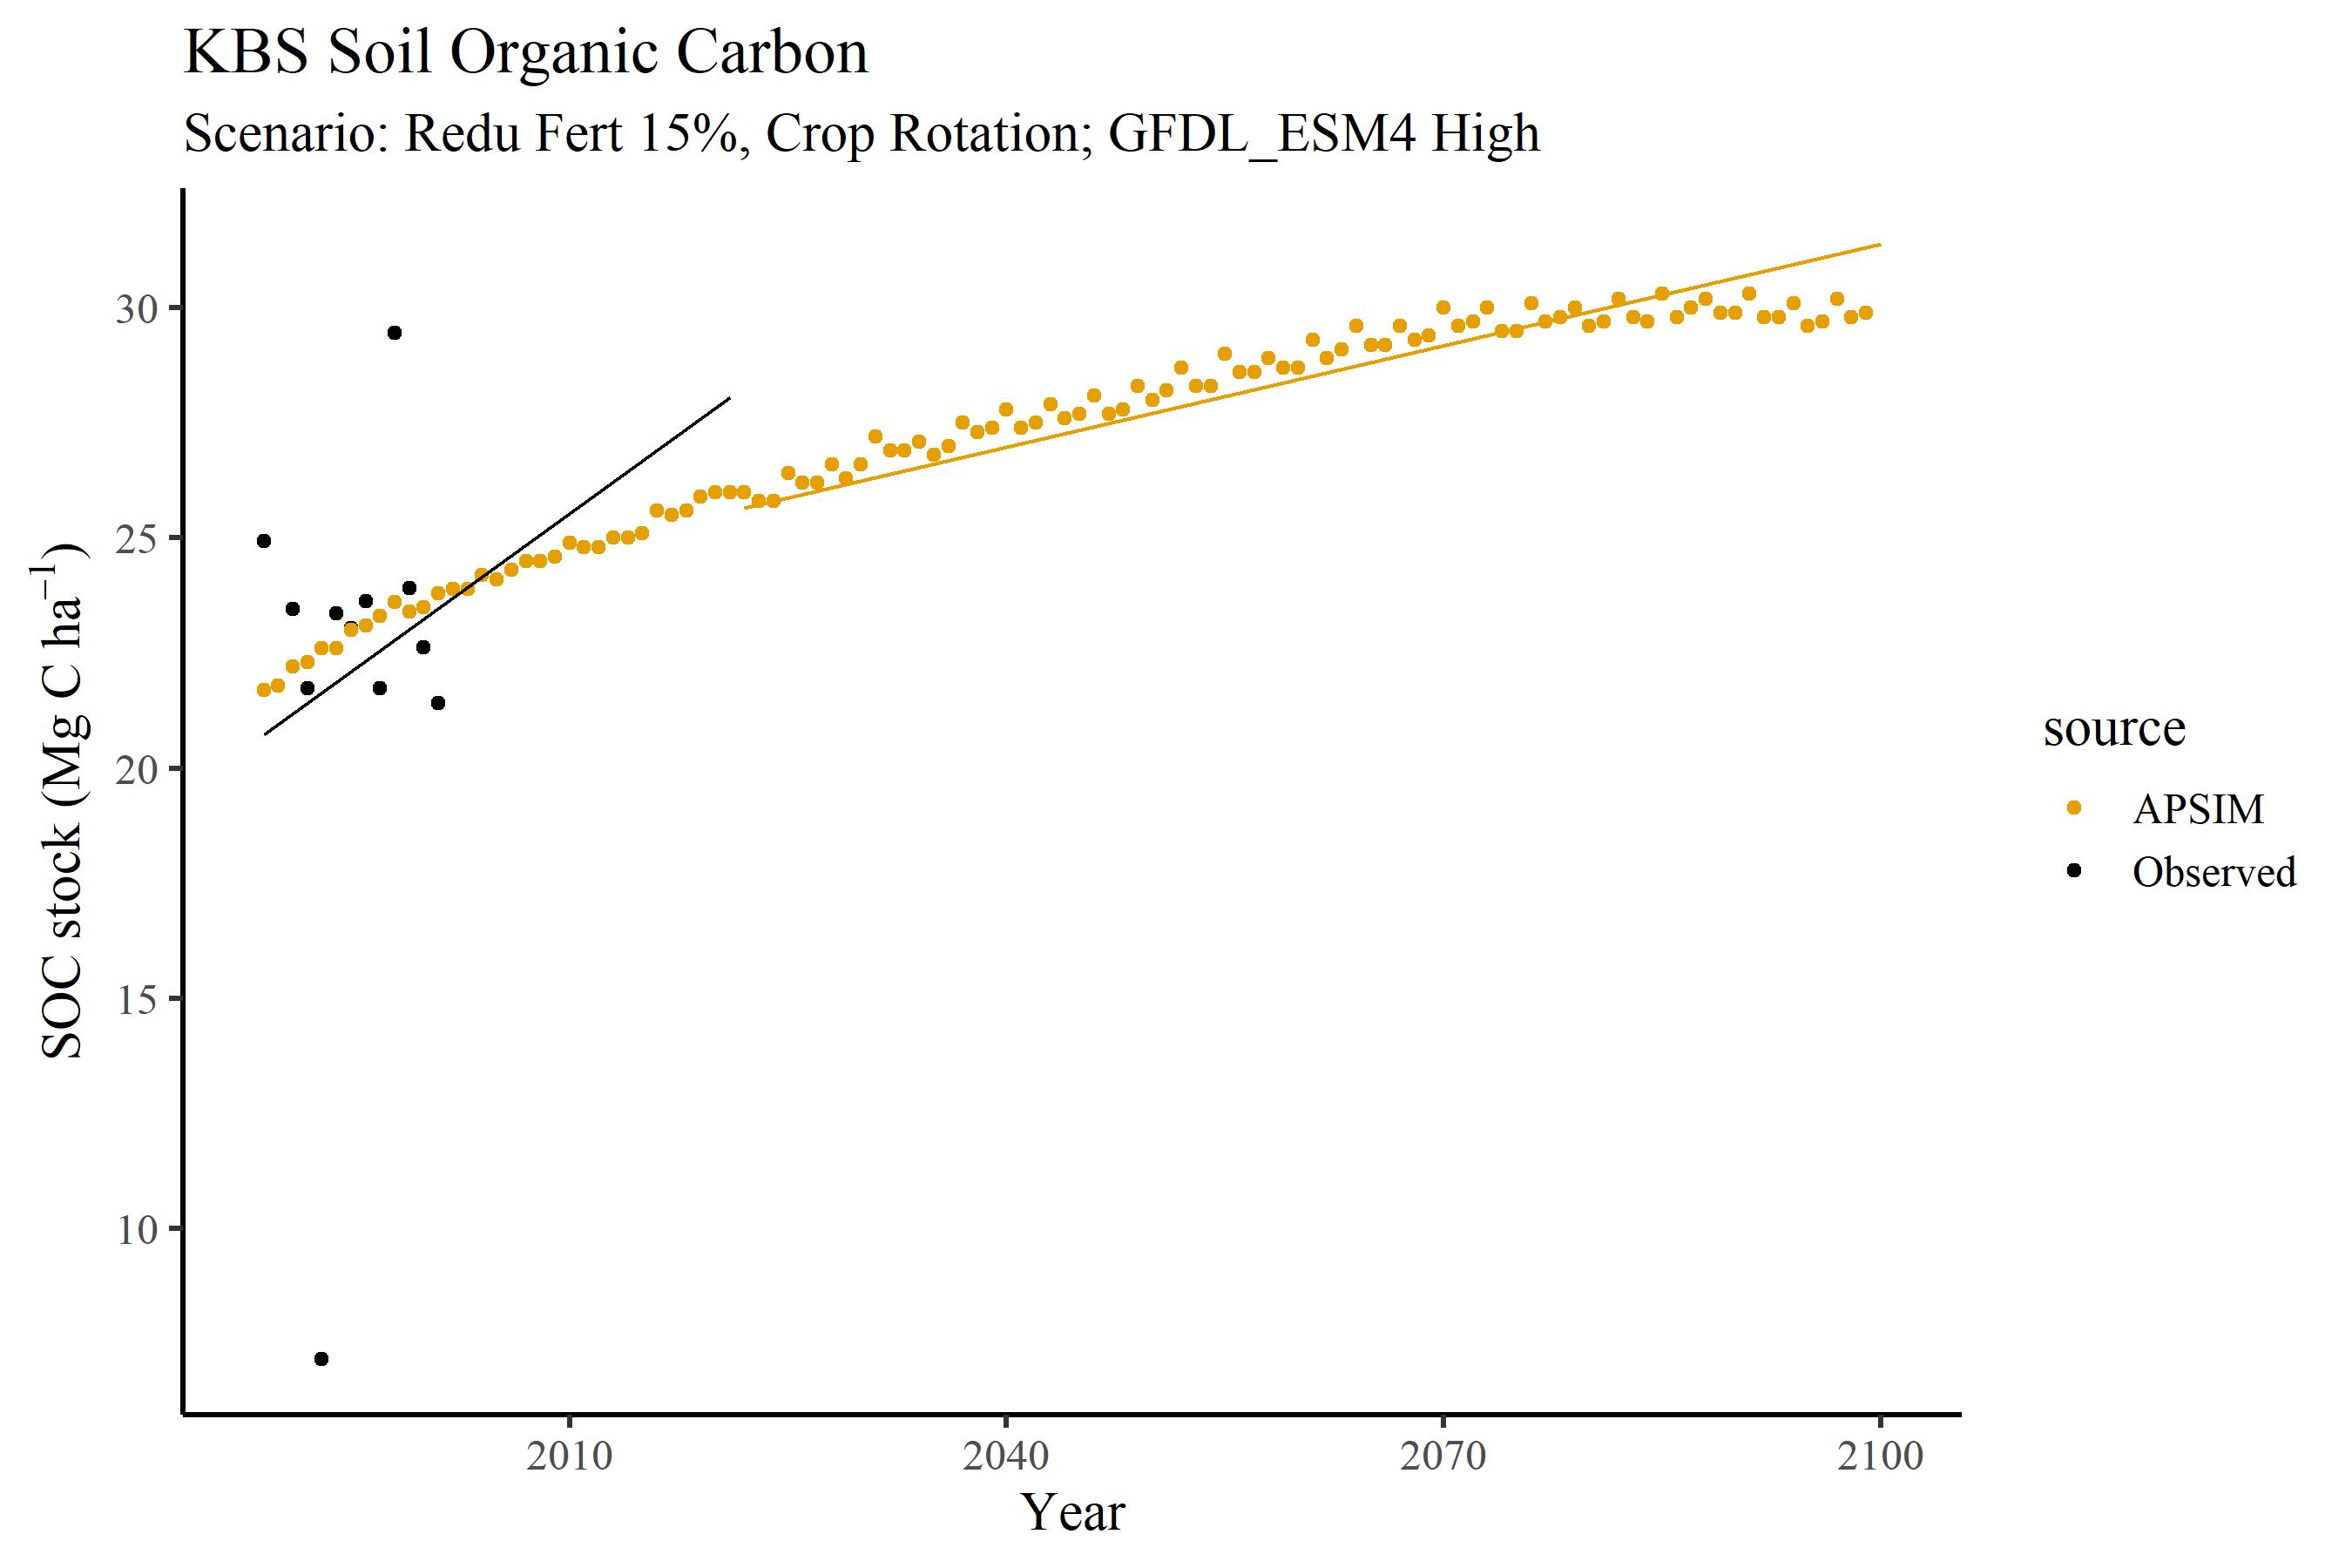 KBS Soil Organic Carbon
Scenario: Redu Fert 15%, Crop Rotation; GFDL_ESM4 High
SOC stock (Mg C ha⁻¹)
30
25
20
15
10
2010
2040
2070
2100
Year
source
APSIM
Observed